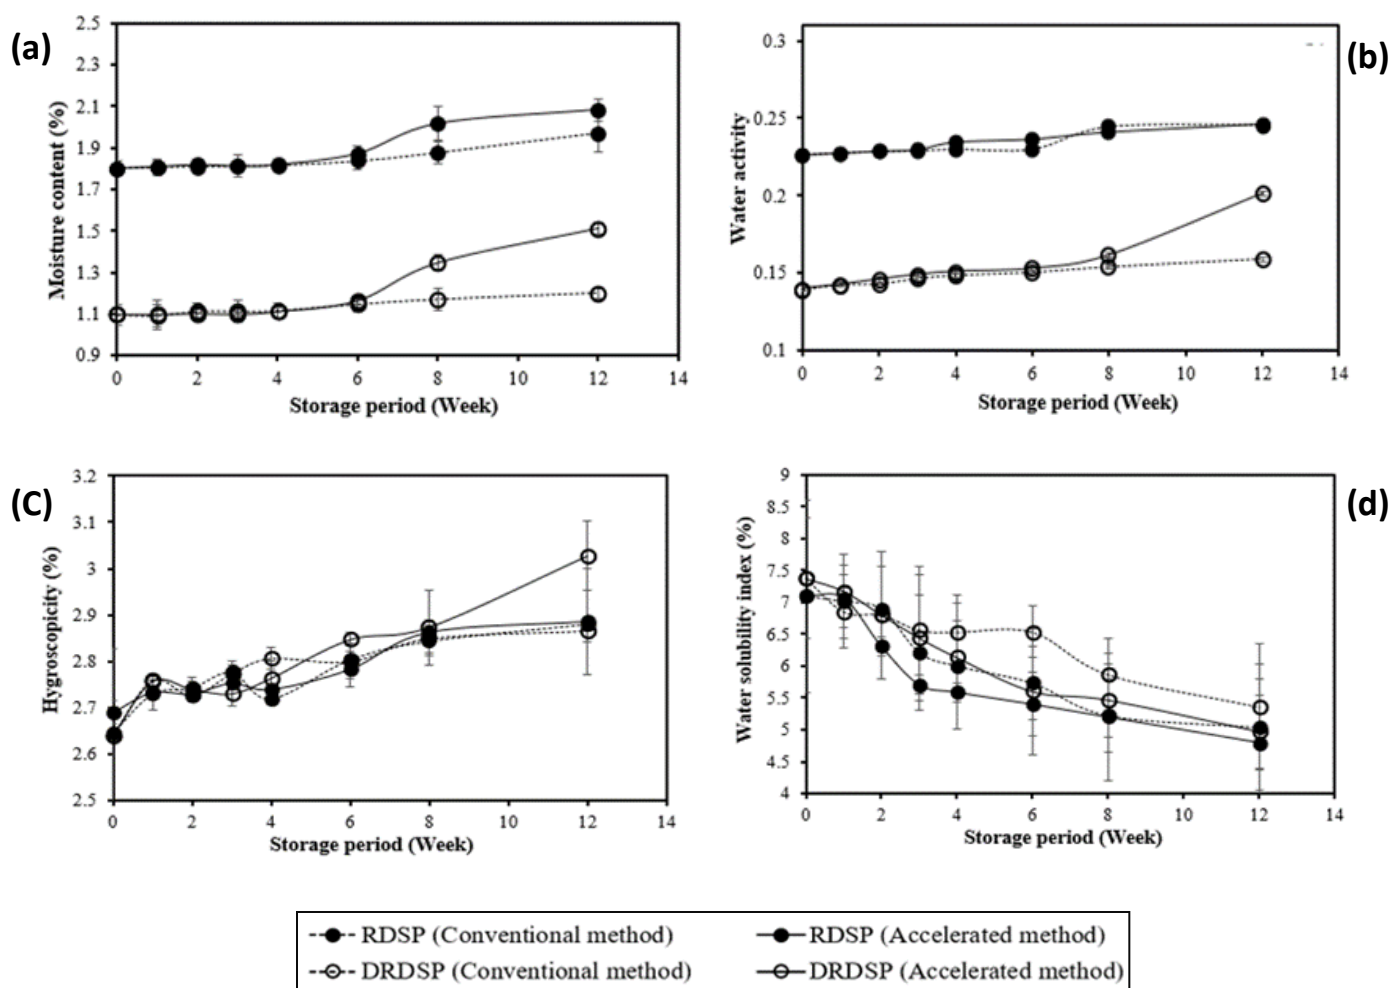 (a)
2.5
2.3
2.1
1.9
1.7
1.5
1.3
1.1
0.9
Moisture content (%)
0 2 4 6 8 10 12 14
Storage period (Week)
(b)
0.3
0.25
0.2
0.15
0.1
Water activity
0 2 4 6 8 10 12 14
Storage period (Week)
(C)
3.2
3.1
3
2.9
2.8
2.7
2.6
2.5
Hygroscopicity (%)
0 2 4 6 8 10 12 14
Storage period (Week)
(d)
9
8.5
8
7.5
7
6.5
6
5.5
5
4.5
4
Water solubility index (%)
0 2 4 6 8 10 12 14
Storage period (Week)
RDSP (Conventional method) RDSP (Accelerated method)
DRDSP (Conventional method) DRDSP (Accelerated method)